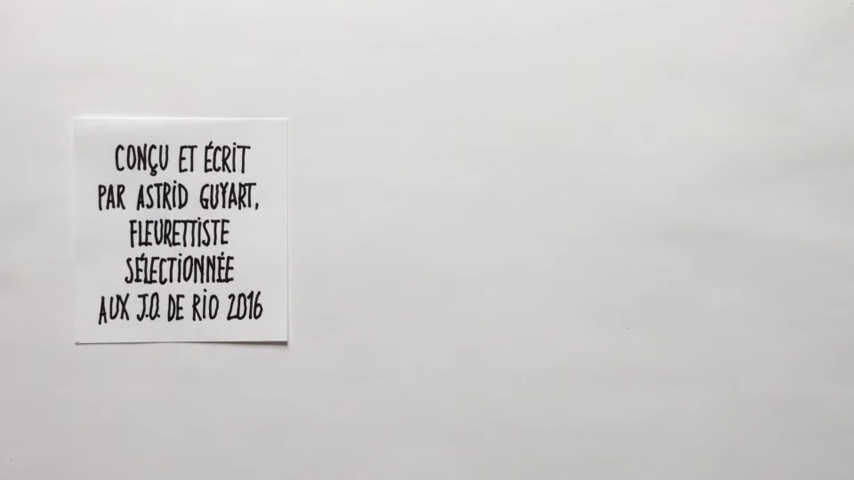 CONÇU ET ÉCRIT
PAR ASTRID GUYART,
FLEURETTISTE
SÉLECTIONNÉE
AUX J.O. DE RIO 2016